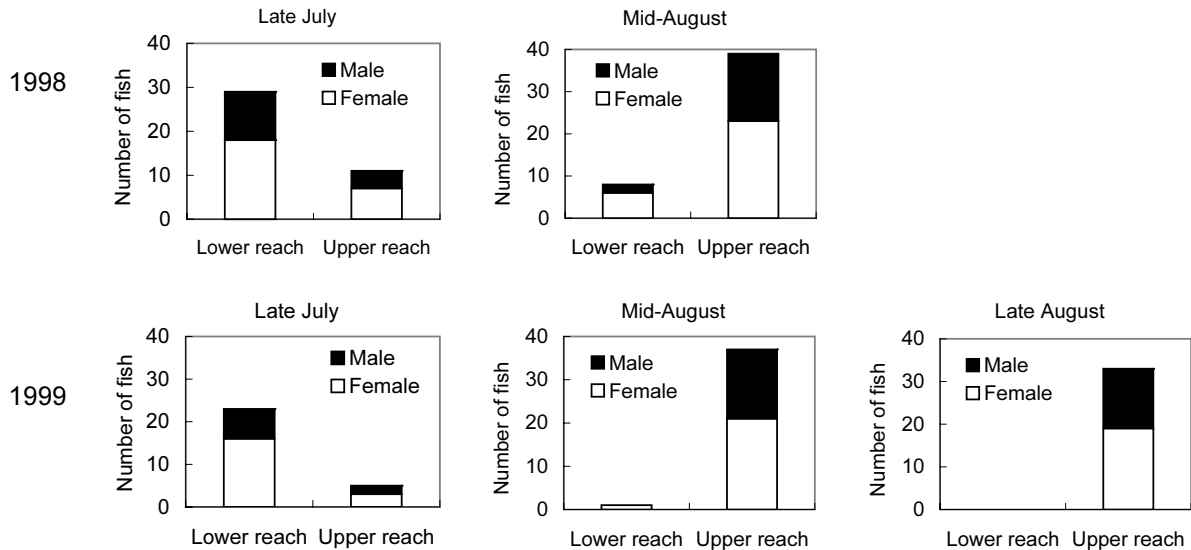 Late July
Mid-August
1998
Number of fish
40
30
20
10
0
Male
Female
Lower reach
Upper reach
Number of fish
40
30
20
10
0
Male
Female
Lower reach
Upper reach
Late July
Mid-August
Late August
1999
Number of fish
40
30
20
10
0
Male
Female
Lower reach
Upper reach
Number of fish
40
30
20
10
0
Male
Female
Lower reach
Upper reach
Number of fish
40
30
20
10
0
Male
Female
Lower reach
Upper reach